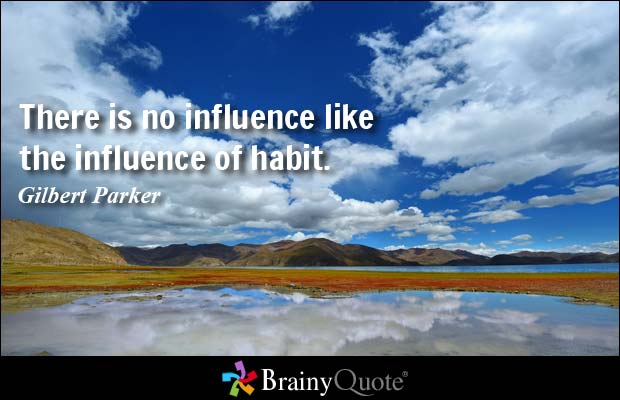 There is no influence like
the influence of habit.
Gilbert Parker
BrainyQuote®